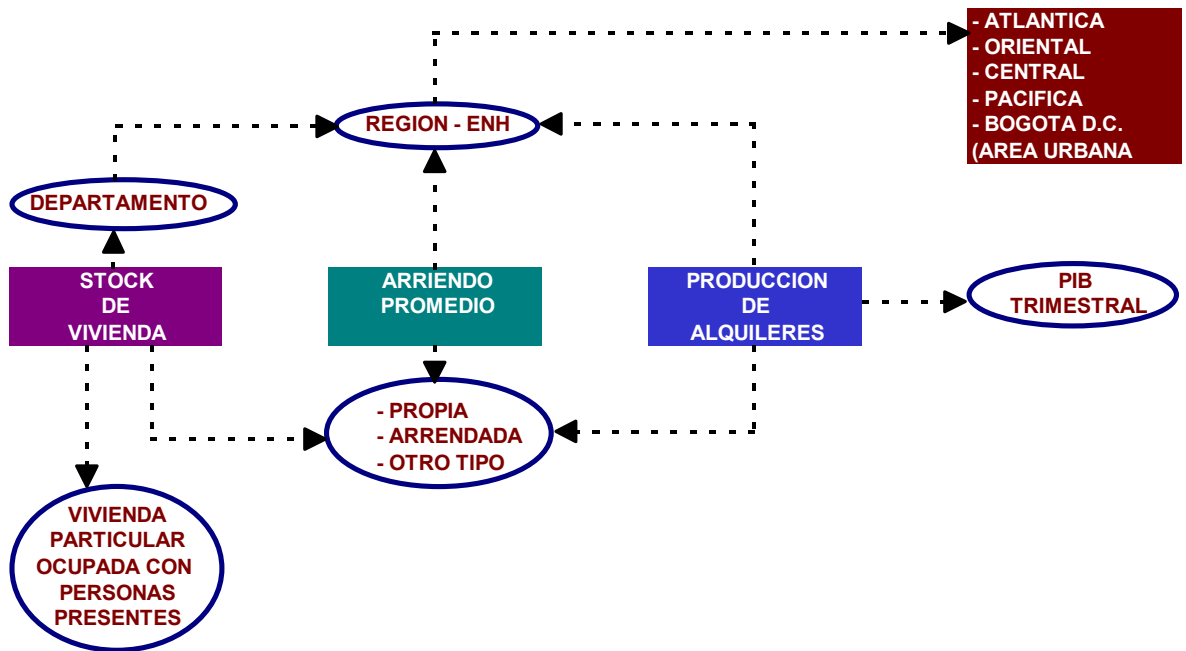 - ATLANTICA
- ORIENTAL
- CENTRAL
- PACIFICA
- BOGOTA D.C.
(AREA URBANA
REGION - ENH
DEPARTAMENTO
STOCK
DE
VIVIENDA
ARRIENDO
PROMEDIO
PRODUCCION
DE
ALQUILERES
PIB
TRIMESTRAL
- PROPIA
- ARRENDADA
- OTRO TIPO
VIVIENDA
PARTICULAR
OCUPADA CON
PERSONAS
PRESENTES